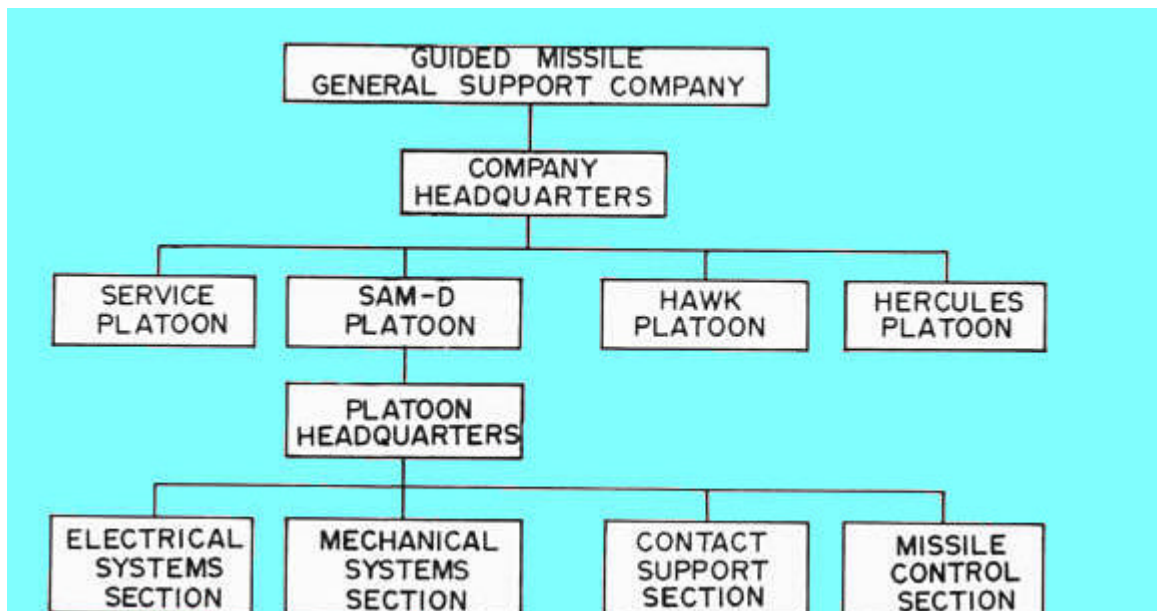 GUIDED MISSILE
GENERAL SUPPORT COMPANY
COMPANY
HEADQUARTERS
SERVICE
PLATOON
SAM-D
PLATOON
HAWK
PLATOON
HERCULES
PLATOON
PLATOON
HEADQUARTERS
ELECTRICAL
SYSTEMS
SECTION
MECHANICAL
SYSTEMS
SECTION
CONTACT
SUPPORT
SECTION
MISSILE
CONTROL
SECTION